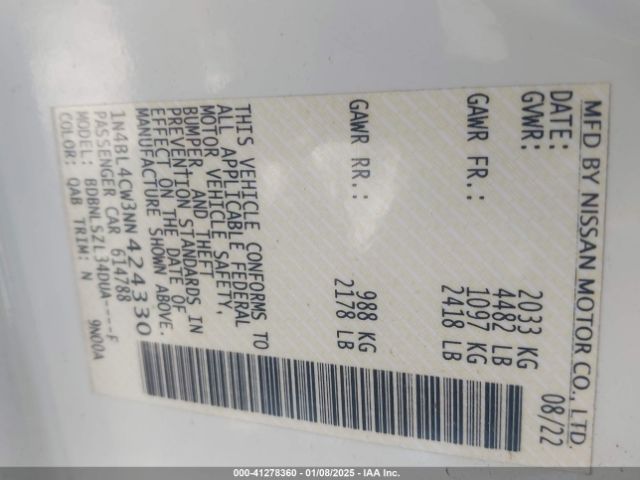 MFD BY NISSAN MOTOR CO., LTD.
DATE: 08/22
GVWR: 2033 KG
4482 LB
GAWR FR.: 1097 KG
2418 LB
GAWR RR.: 988 KG
2178 LB
THIS VEHICLE CONFORMS TO
ALL APPLICABLE FEDERAL
MOTOR VEHICLE SAFETY,
BUMPER, AND THEFT
PREVENTION STANDARDS IN
EFFECT ON THE DATE OF
MANUFACTURE SHOWN ABOVE.
1N4BL4CW3NN424330
PASSENGER CAR 614788
MODEL: BDBNLSZL34DUA----F
COLOR: QAB TRIM: N 9N00A
000-41278360 - 01/08/2025 - IAA Inc.